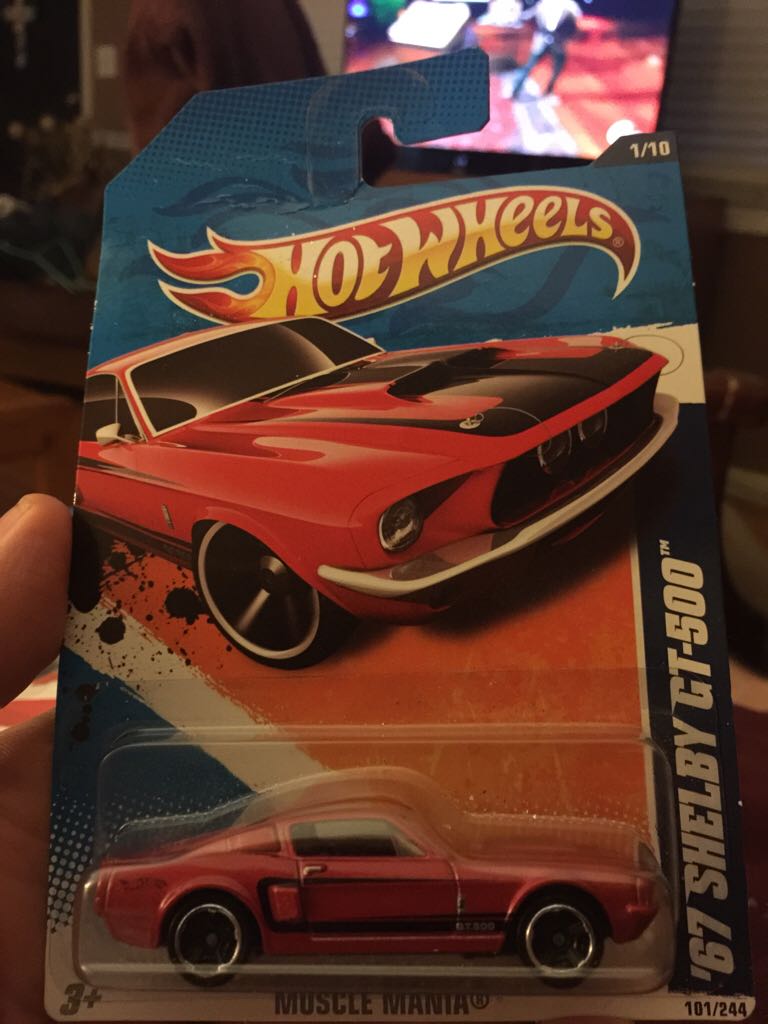 1/10
HOT WHEELS®
'67 SHELBY GT-500™
GT.500
3+
MUSCLE MANIA®
101/244